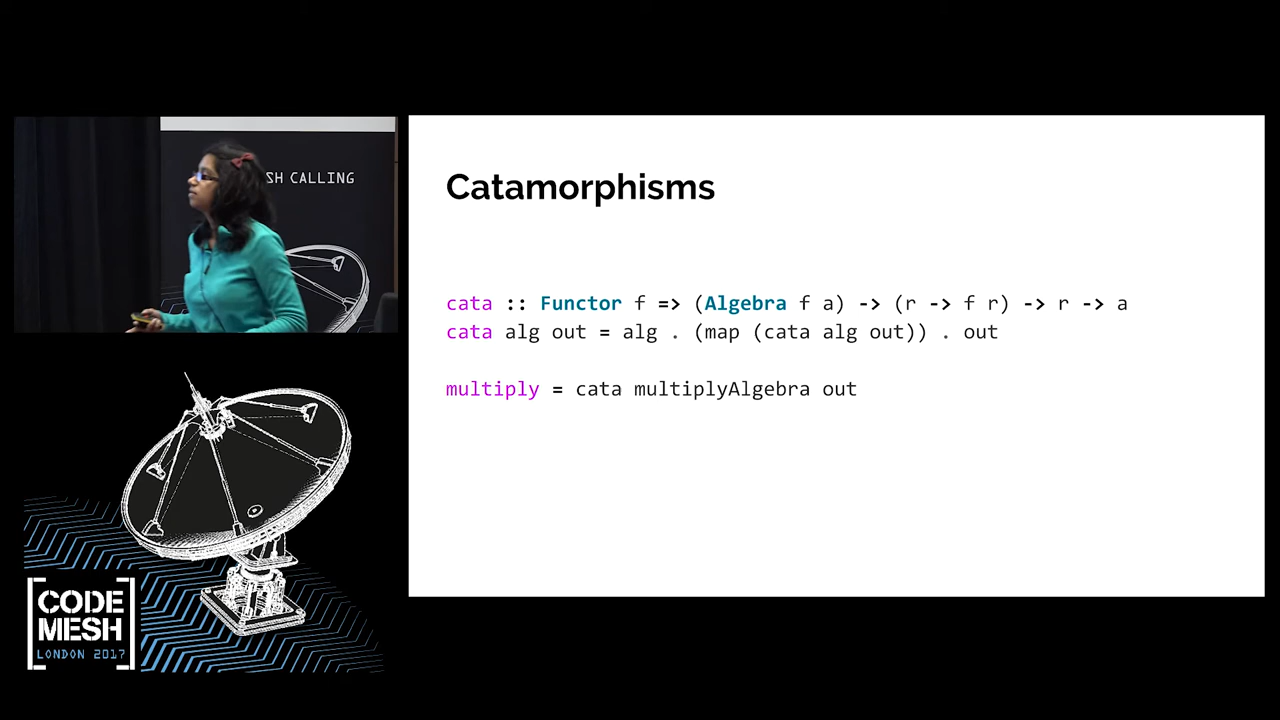 SH CALLING
Catamorphisms
cata :: Functor f => (Algebra f a) -> (r -> f r) -> r -> a
cata alg out = alg . (map (cata alg out)) . out
multiply = cata multiplyAlgebra out
CODE
MESH
LONDON 2017